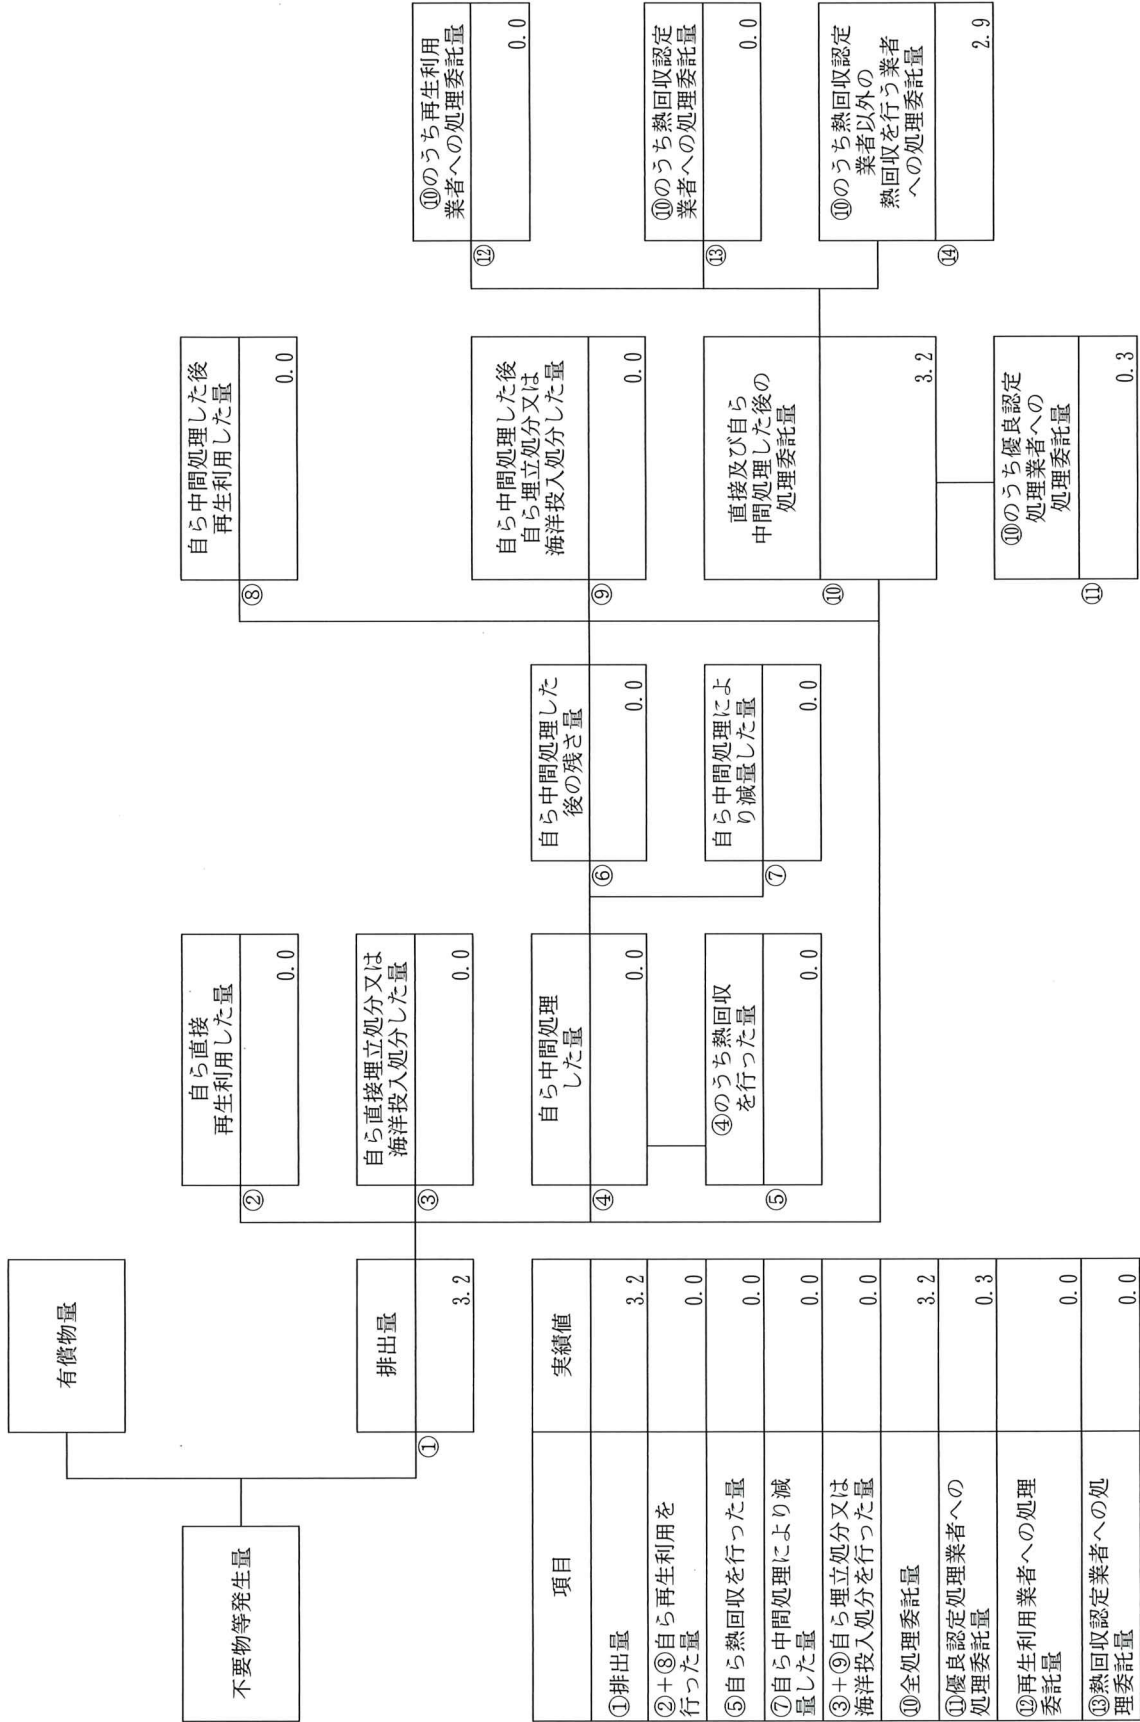 不要物等発生量
有償物量
①
排出量
3.2
②
自ら直接
再生利用した量
0.0
③
自ら直接埋立処分又は
海洋投入処分した量
0.0
④
自ら中間処理
した量
0.0
⑤
④のうち熱回収
を行った量
0.0
⑥
自ら中間処理した
後の残さ量
0.0
⑦
自ら中間処理によ
り減量した量
0.0
⑧
自ら中間処理した後
再生利用した量
0.0
⑨
自ら中間処理した後
自ら埋立処分又は
海洋投入処分した量
0.0
⑩
直接及び自ら
中間処理した後の
処理委託量
3.2
⑪
⑩のうち優良認定
処理業者への
処理委託量
0.3
⑫
⑩のうち再生利用
業者への処理委託量
0.0
⑬
⑩のうち熱回収認定
業者への処理委託量
0.0
⑭
⑩のうち熱回収認定
業者以外の
熱回収を行う業者
への処理委託量
2.9
項目 実績値
①排出量 3.2
②+⑧自ら再生利用を
行った量 0.0
⑤自ら熱回収を行った量 0.0
⑦自ら中間処理により減
量した量 0.0
③+⑨自ら埋立処分又は
海洋投入処分を行った量 0.0
⑩全処理委託量 3.2
⑪優良認定処理業者への
処理委託量 0.3
⑫再生利用業者への処理
委託量 0.0
⑬熱回収認定業者への処
理委託量 0.0